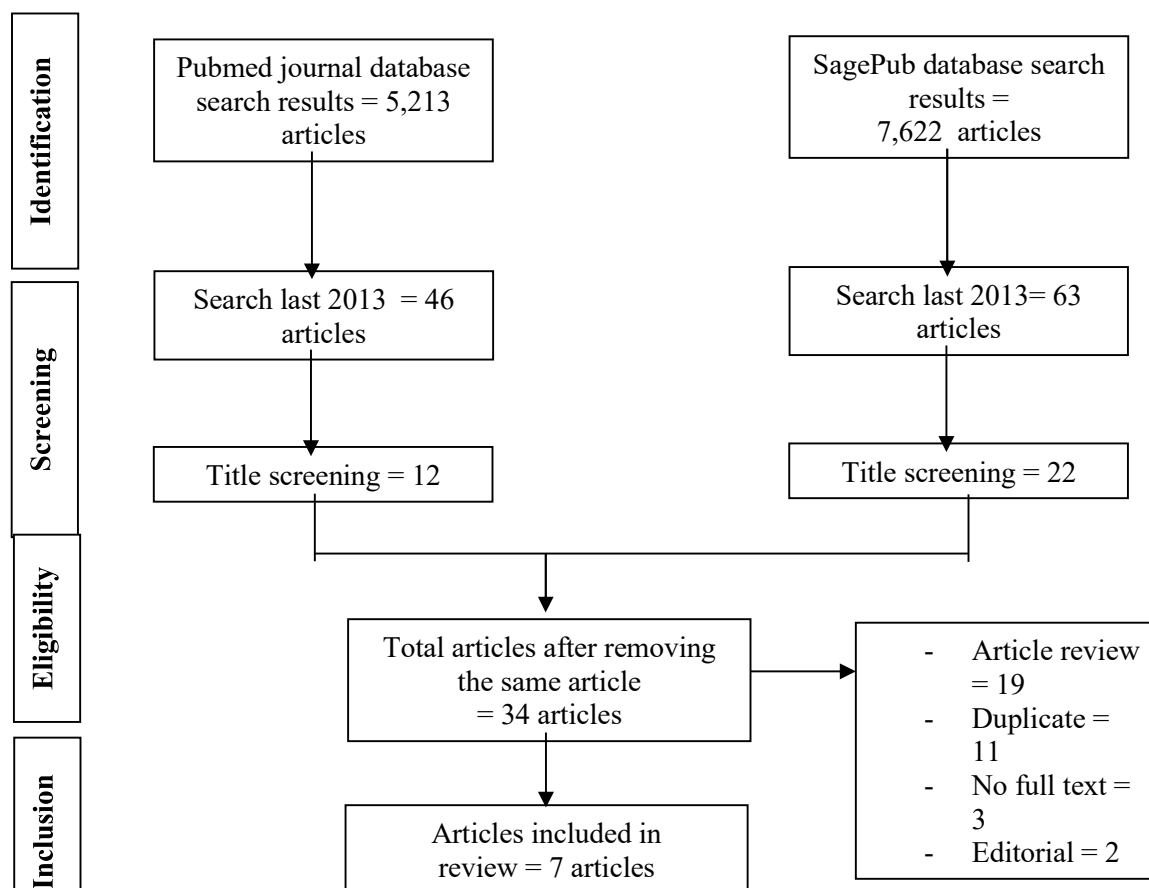 Identification
Pubmed journal database
search results = 5,213
articles
SagePub database search
results =
7,622 articles
Screening
Search last 2013 = 46
articles
Search last 2013= 63
articles
Title screening = 12
Title screening = 22
Eligibility
Total articles after removing
the same article
= 34 articles
- Article review
= 19
- Duplicate =
11
- No full text =
3
- Editorial = 2
Inclusion
Articles included in
review = 7 articles